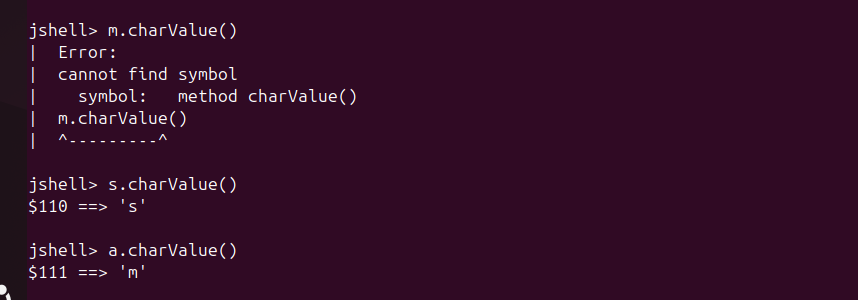 jshell> m.charValue()
|  Error:
|  cannot find symbol
|    symbol:   method charValue()
|  m.charValue()
|  ^---------^
jshell> s.charValue()
$110 ==> 's'
jshell> a.charValue()
$111 ==> 'm'